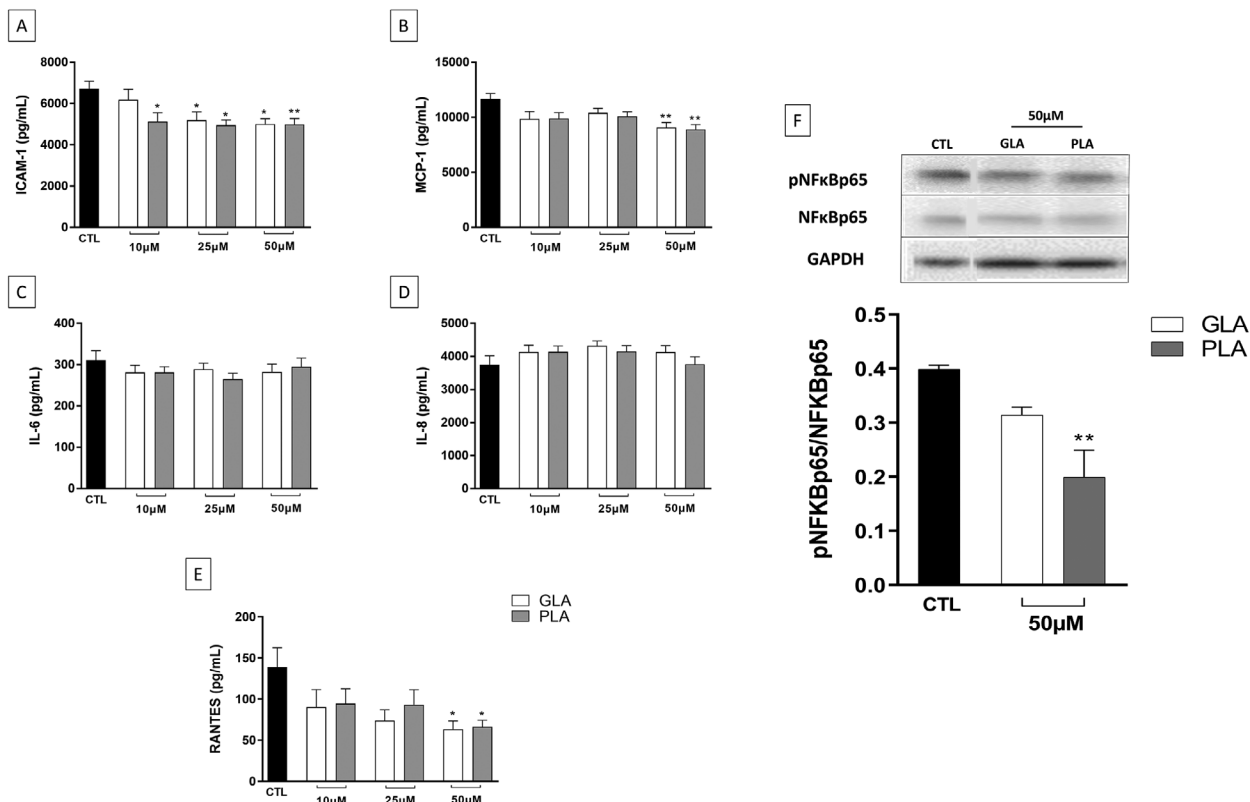 A
ICAM-1 (pg/mL)
8000
6000
4000
2000
0
* * * * **
CTL
10µM 25µM 50µM
B
MCP-1 (pg/mL)
15000
10000
5000
0
** **
CTL
10µM 25µM 50µM
C
IL-6 (pg/mL)
400
300
200
100
0
CTL
10µM 25µM 50µM
D
IL-8 (pg/mL)
5000
4000
3000
2000
1000
0
CTL
10µM 25µM 50µM
E
GLA
PLA
RANTES (pg/mL)
200
150
100
50
0
* *
CTL
10µM 25µM 50µM
F
50µM
CTL GLA PLA
pNFκBp65
NFκBp65
GAPDH
GLA
PLA
pNFKBp65/NFKBp65
0.5
0.4
0.3
0.2
0.1
0.0
**
CTL
50µM